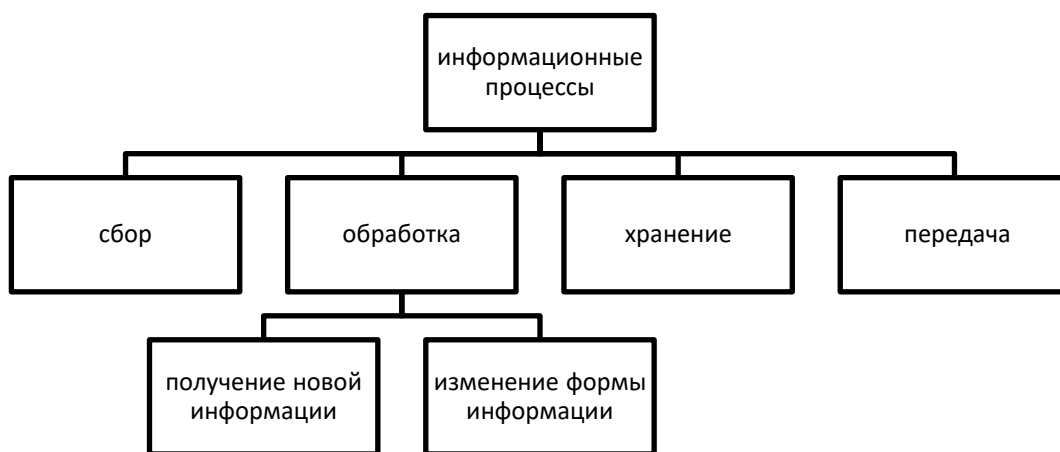 информационные
процессы
сбор
обработка
хранение
передача
получение новой
информации
изменение формы
информации